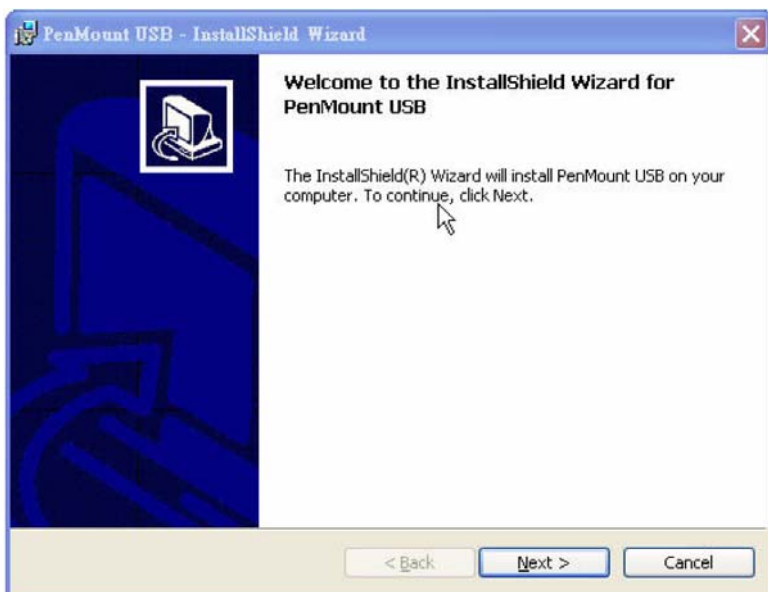 PenMount USB - InstallShield Wizard
Welcome to the InstallShield Wizard for
PenMount USB
The InstallShield(R) Wizard will install PenMount USB on your
computer. To continue, click Next.
< Back
Next >
Cancel